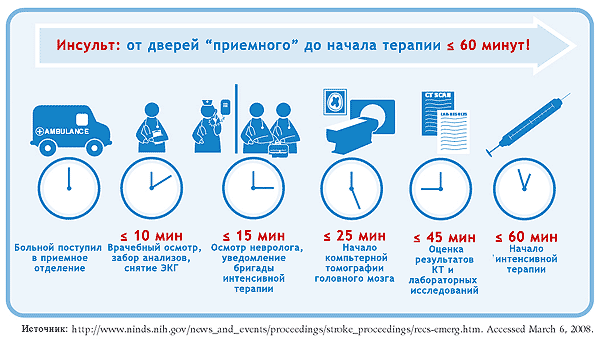 Инсульт: от дверей “приемного” до начала терапии ≤ 60 минут!
AMBULANCE
CT SCAN
LAB RESULTS
Больной поступил
в приемное
отделение
≤ 10 мин
Врачебный осмотр,
забор анализов,
снятие ЭКГ
≤ 15 мин
Осмотр невролога,
уведомление
бригады
интенсивной
терапии
≤ 25 мин
Начало
компьтерной
томографии
головного мозга
≤ 45 мин
Оценка
результатов
КТ и
лабораторных
исследований
≤ 60 мин
Начало
интенсивной
терапии
Источник: http://www.ninds.nih.gov/news_and_events/proceedings/stroke_proceedings/recs-emerg.htm. Accessed March 6, 2008.